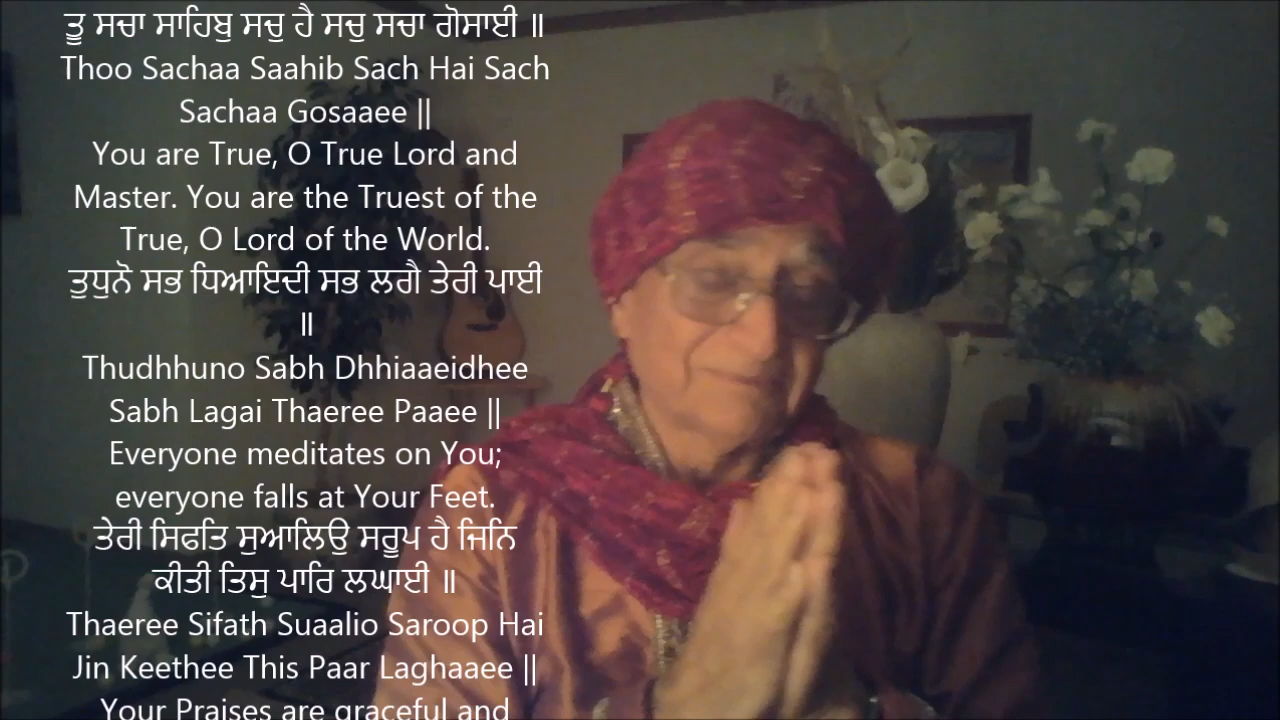 ਤੂ ਸਚਾ ਸਾਹਿਬੁ ਸਚੁ ਹੈ ਸਚੁ ਸਚਾ ਗੋਸਾਈ ॥
Thoo Sachaa Saahib Sach Hai Sach
Sachaa Gosaaee ||
You are True, O True Lord and
Master. You are the Truest of the
True, O Lord of the World.
ਤੁਧੁਨੋ ਸਭ ਧਿਆਇਦੀ ਸਭ ਲਗੈ ਤੇਰੀ ਪਾਈ
॥
Thudhhuno Sabh Dhhiaaeidhee
Sabh Lagai Thaeree Paaee ||
Everyone meditates on You;
everyone falls at Your Feet.
ਤੇਰੀ ਸਿਫਤਿ ਸੁਆਲਿਉ ਸਰੂਪ ਹੈ ਜਿਨਿ
ਕੀਤੀ ਤਿਸੁ ਪਾਰਿ ਲਘਾਈ ॥
Thaeree Sifath Suaalio Saroop Hai
Jin Keethee This Paar Laghaaee ||
Your Praises are graceful and